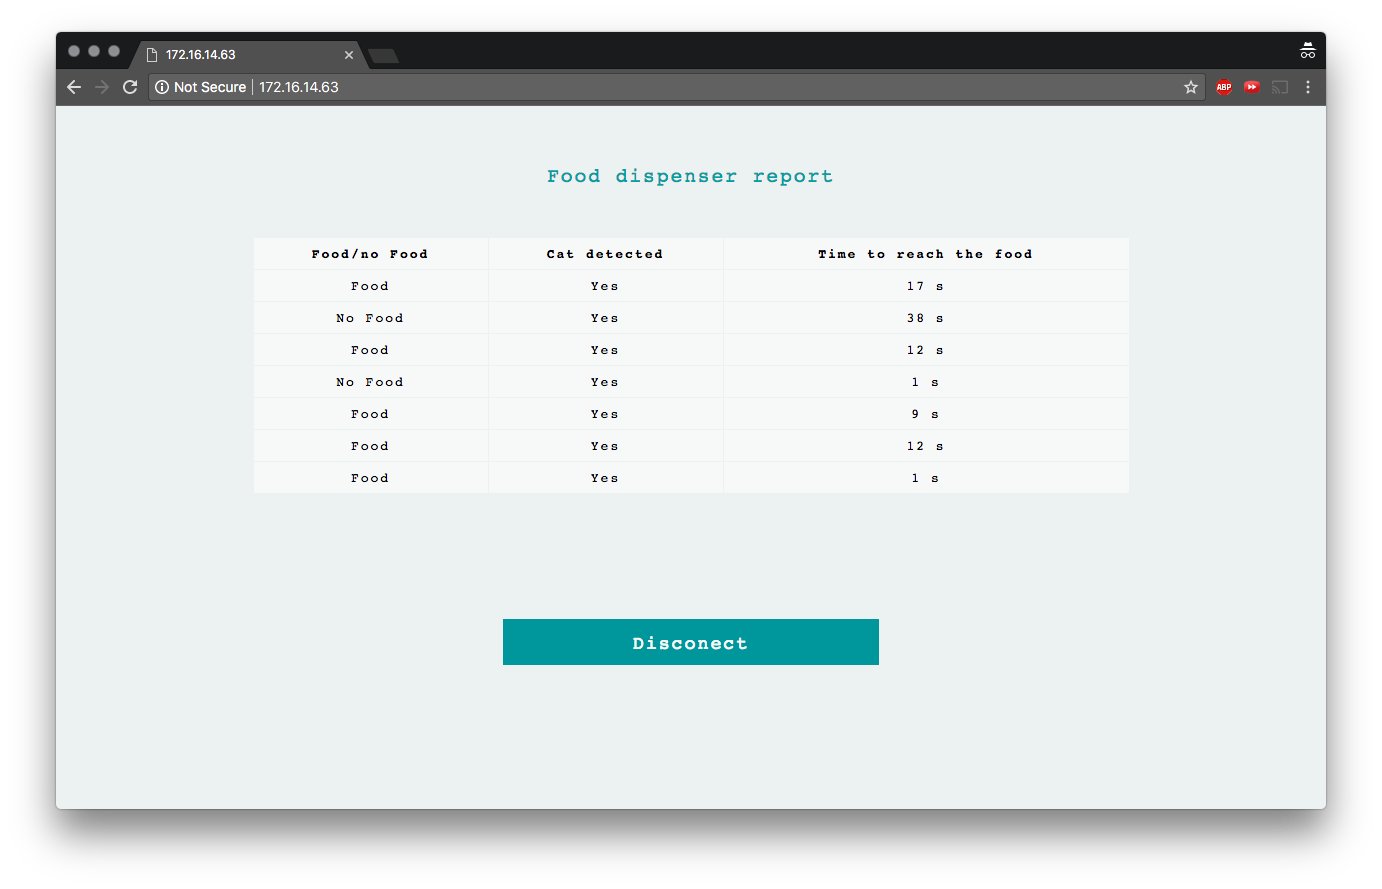 172.16.14.63
Not Secure | 172.16.14.63
ABP
Food dispenser report
Food/no Food Cat detected Time to reach the food
Food Yes 17 s
No Food Yes 38 s
Food Yes 12 s
No Food Yes 1 s
Food Yes 9 s
Food Yes 12 s
Food Yes 1 s
Disconect